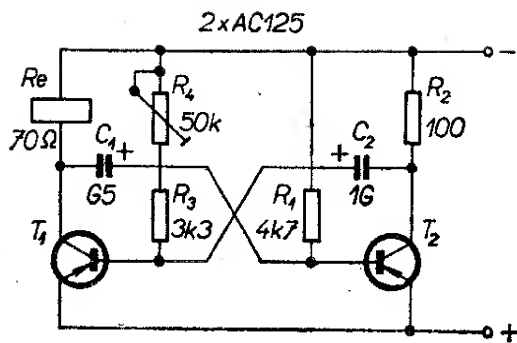 2xAC125
-
Re
70Ω
R4
50k
C1
+
G5
R3
3k3
R1
4k7
+
C2
1G
R2
100
T1
T2
+